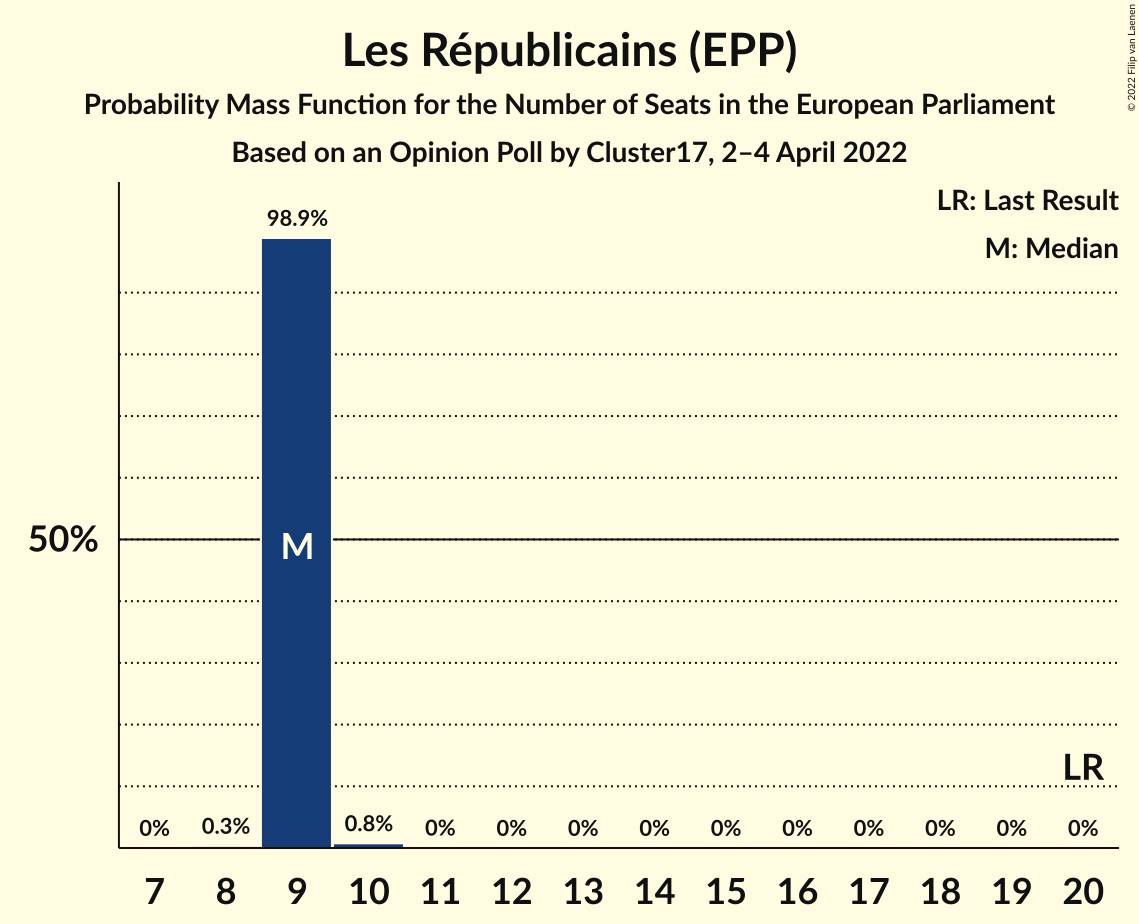 Les Républicains (EPP)
Probability Mass Function for the Number of Seats in the European Parliament
Based on an Opinion Poll by Cluster17, 2–4 April 2022
© 2022 Filip van Laenen
LR: Last Result
M: Median
98.9%
50%
M
LR
0% 0.3% 0.8% 0% 0% 0% 0% 0% 0% 0% 0% 0% 0%
7 8 9 10 11 12 13 14 15 16 17 18 19 20